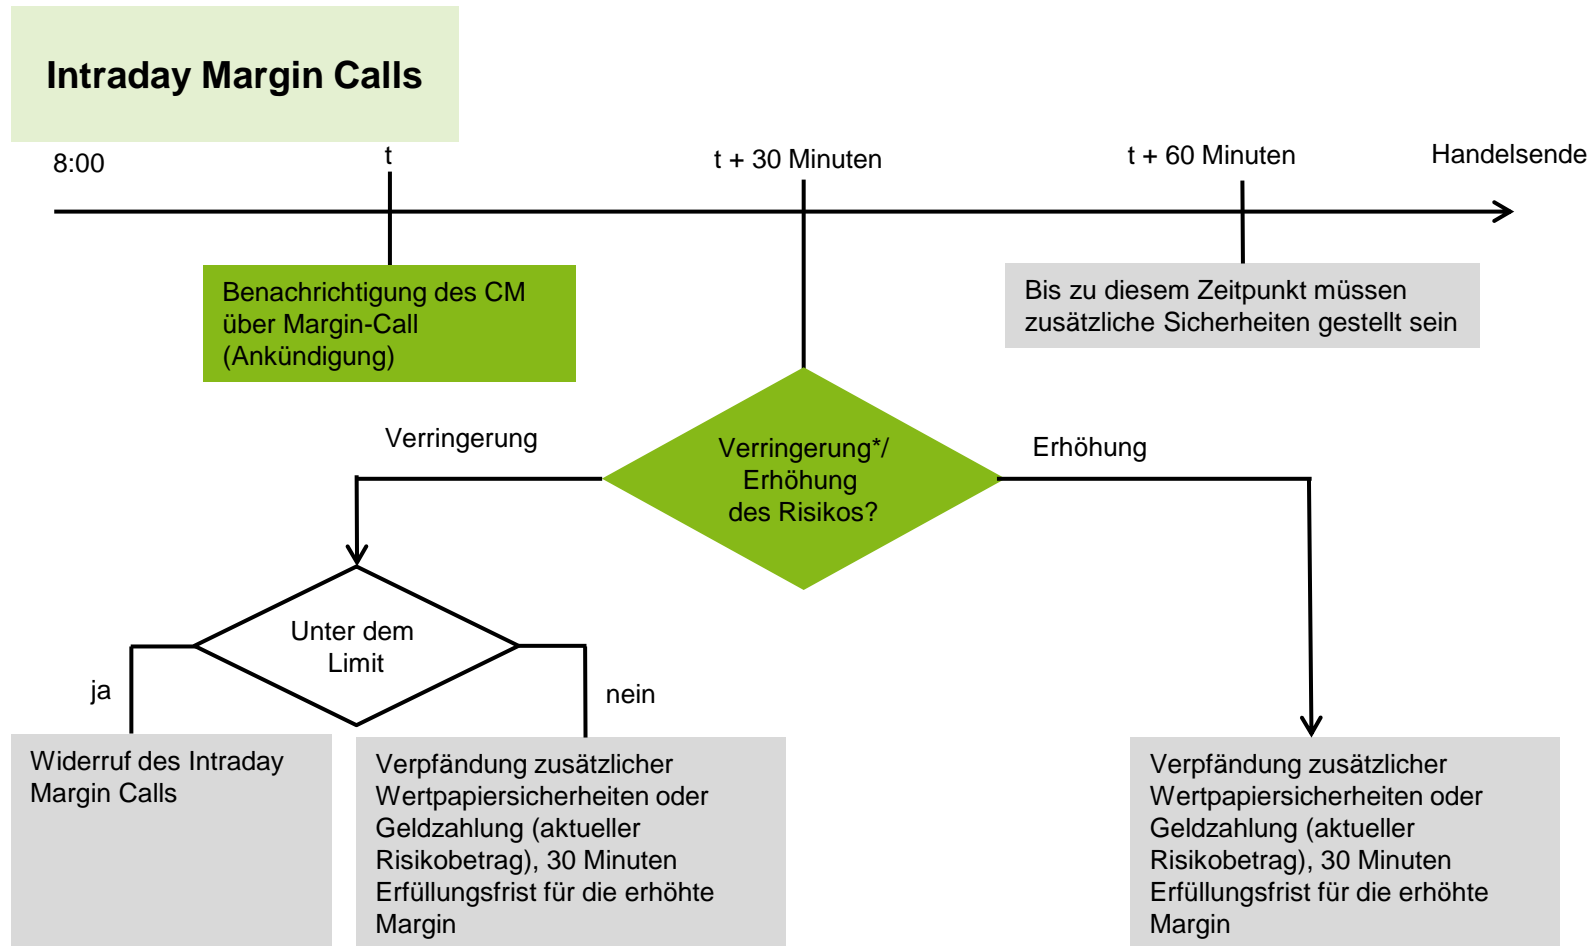 Intraday Margin Calls
8:00
t
t + 30 Minuten
t + 60 Minuten
Handelsende
Benachrichtigung des CM
über Margin-Call
(Ankündigung)
Bis zu diesem Zeitpunkt müssen
zusätzliche Sicherheiten gestellt sein
Verringerung
Verringerung*/
Erhöhung
des Risikos?
Erhöhung
Unter dem
Limit
ja
nein
Widerruf des Intraday
Margin Calls
Verpfändung zusätzlicher
Wertpapiersicherheiten oder
Geldzahlung (aktueller
Risikobetrag), 30 Minuten
Erfüllungsfrist für die erhöhte
Margin
Verpfändung zusätzlicher
Wertpapiersicherheiten oder
Geldzahlung (aktueller
Risikobetrag), 30 Minuten
Erfüllungsfrist für die erhöhte
Margin